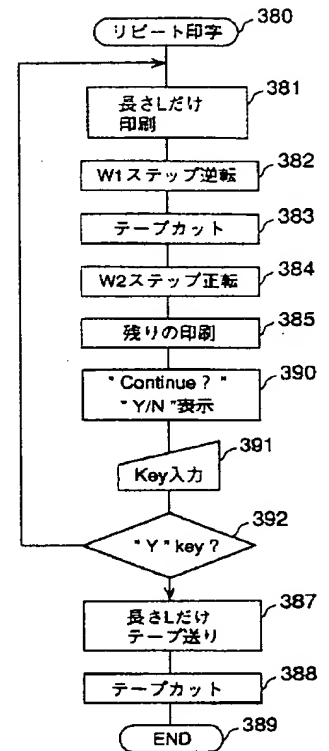 リピート印字
380
長さLだけ
印刷
381
W1ステップ逆転
382
テープカット
383
W2ステップ正転
384
残りの印刷
385
"Continue?"
"Y/N"表示
390
Key入力
391
"Y" key?
392
長さLだけ
テープ送り
387
テープカット
388
END
389